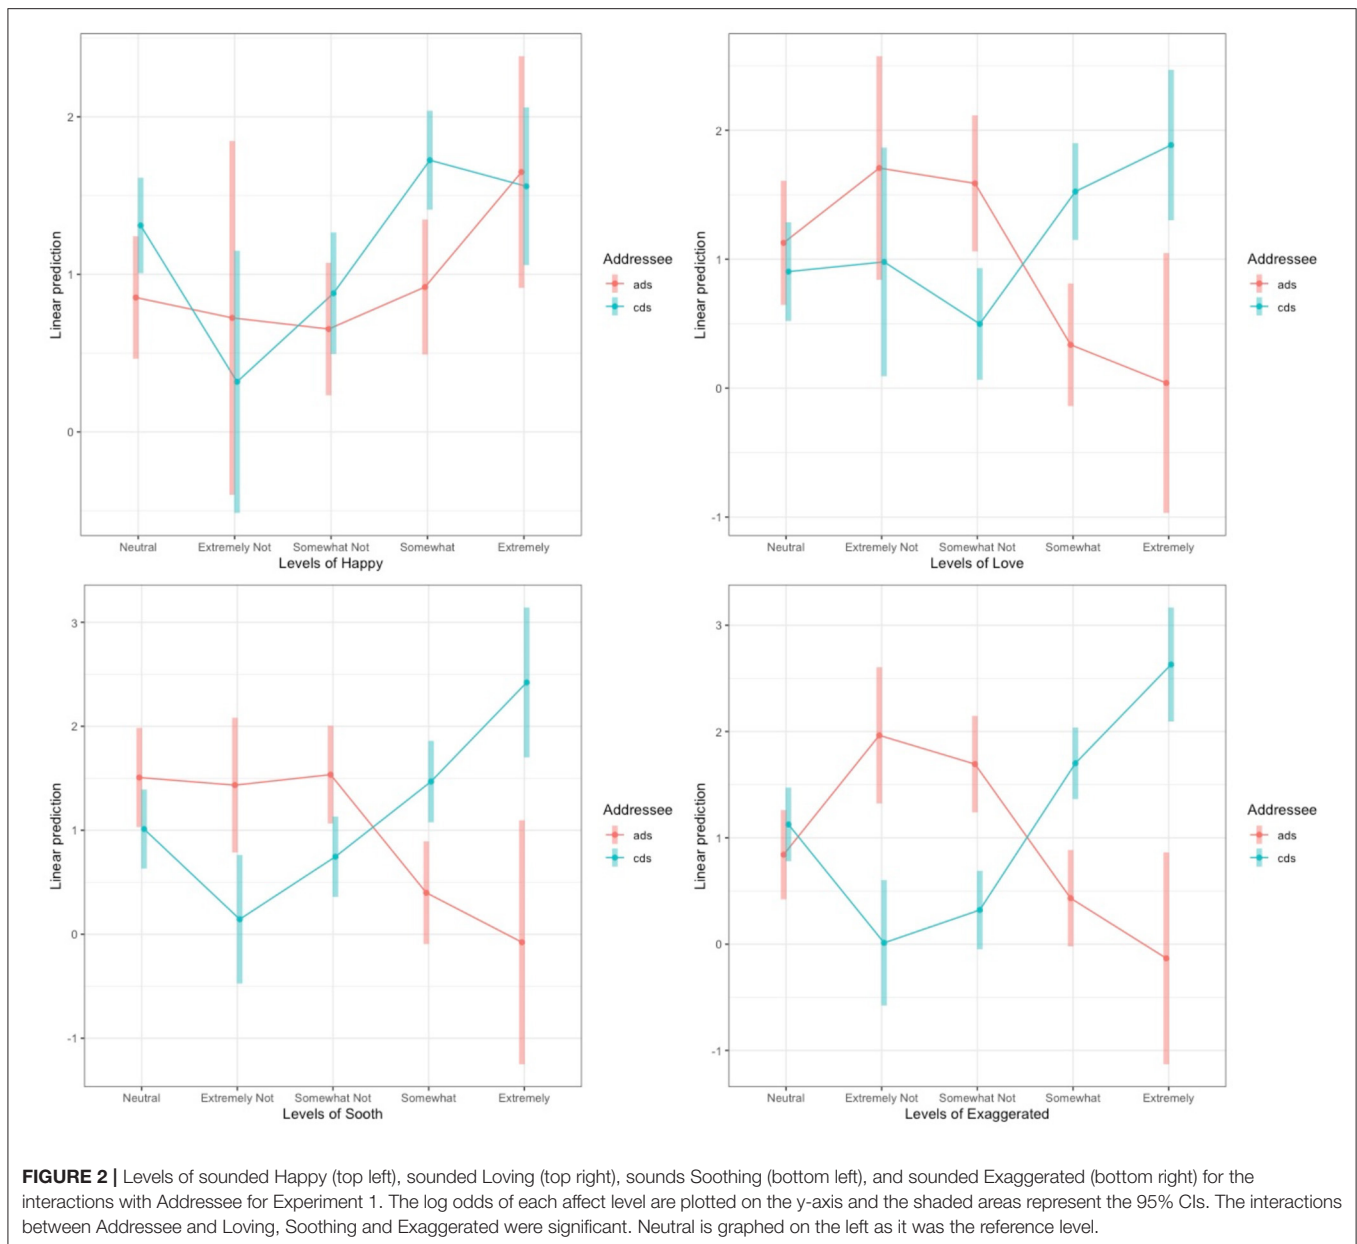 2
1
0
Linear prediction
Neutral
Extremely Not
Somewhat Not
Somewhat
Extremely
Levels of Happy
Addressee
ads
cds
2
1
0
-1
Linear prediction
Neutral
Extremely Not
Somewhat Not
Somewhat
Extremely
Levels of Love
Addressee
ads
cds
3
2
1
0
-1
Linear prediction
Neutral
Extremely Not
Somewhat Not
Somewhat
Extremely
Levels of Sooth
Addressee
ads
cds
3
2
1
0
-1
Linear prediction
Neutral
Extremely Not
Somewhat Not
Somewhat
Extremely
Levels of Exaggerated
Addressee
ads
cds
FIGURE 2 | Levels of sounded Happy (top left), sounded Loving (top right), sounds Soothing (bottom left), and sounded Exaggerated (bottom right) for the
interactions with Addressee for Experiment 1. The log odds of each affect level are plotted on the y-axis and the shaded areas represent the 95% CIs. The interactions
between Addressee and Loving, Soothing and Exaggerated were significant. Neutral is graphed on the left as it was the reference level.